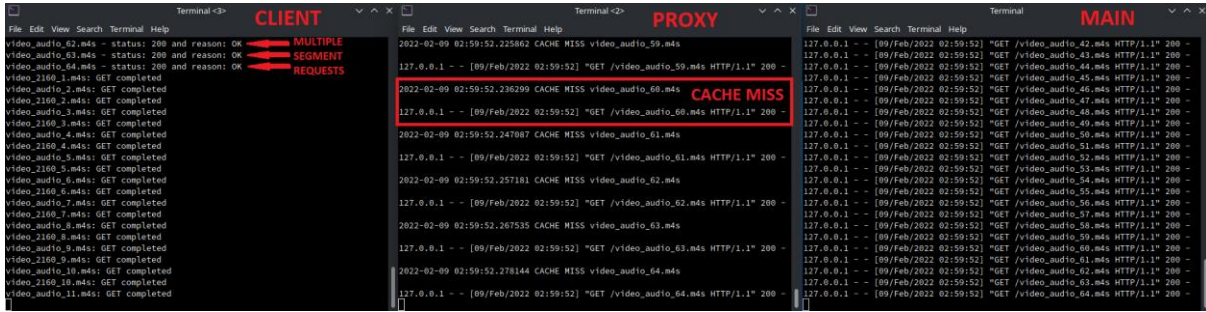 Terminal <3>
CLIENT
File Edit View Search Terminal Help
video_audio_62.m4s - status: 200 and reason: OK
video_audio_63.m4s - status: 200 and reason: OK
video_audio_64.m4s - status: 200 and reason: OK
MULTIPLE
SEGMENT
REQUESTS
video_2160_1.m4s: GET completed
video_audio_2.m4s: GET completed
video_2160_2.m4s: GET completed
video_audio_3.m4s: GET completed
video_2160_3.m4s: GET completed
video_audio_4.m4s: GET completed
video_2160_4.m4s: GET completed
video_audio_5.m4s: GET completed
video_2160_5.m4s: GET completed
video_audio_6.m4s: GET completed
video_2160_6.m4s: GET completed
video_audio_7.m4s: GET completed
video_2160_7.m4s: GET completed
video_audio_8.m4s: GET completed
video_2160_8.m4s: GET completed
video_audio_9.m4s: GET completed
video_2160_9.m4s: GET completed
video_audio_10.m4s: GET completed
video_2160_10.m4s: GET completed
video_audio_11.m4s: GET completed
Terminal <2>
PROXY
File Edit View Search Terminal Help
2022-02-09 02:59:52.225862 CACHE MISS video_audio_59.m4s
127.0.0.1 - - [09/Feb/2022 02:59:52] "GET /video_audio_59.m4s HTTP/1.1" 200 -
2022-02-09 02:59:52.236299 CACHE MISS video_audio_60.m4s
CACHE MISS
127.0.0.1 - - [09/Feb/2022 02:59:52] "GET /video_audio_60.m4s HTTP/1.1" 200 -
2022-02-09 02:59:52.247087 CACHE MISS video_audio_61.m4s
127.0.0.1 - - [09/Feb/2022 02:59:52] "GET /video_audio_61.m4s HTTP/1.1" 200 -
2022-02-09 02:59:52.257181 CACHE MISS video_audio_62.m4s
127.0.0.1 - - [09/Feb/2022 02:59:52] "GET /video_audio_62.m4s HTTP/1.1" 200 -
2022-02-09 02:59:52.267535 CACHE MISS video_audio_63.m4s
127.0.0.1 - - [09/Feb/2022 02:59:52] "GET /video_audio_63.m4s HTTP/1.1" 200 -
2022-02-09 02:59:52.278144 CACHE MISS video_audio_64.m4s
127.0.0.1 - - [09/Feb/2022 02:59:52] "GET /video_audio_64.m4s HTTP/1.1" 200 -
Terminal
MAIN
File Edit View Search Terminal Help
127.0.0.1 - - [09/Feb/2022 02:59:52] "GET /video_audio_42.m4s HTTP/1.1" 200 -
127.0.0.1 - - [09/Feb/2022 02:59:52] "GET /video_audio_43.m4s HTTP/1.1" 200 -
127.0.0.1 - - [09/Feb/2022 02:59:52] "GET /video_audio_44.m4s HTTP/1.1" 200 -
127.0.0.1 - - [09/Feb/2022 02:59:52] "GET /video_audio_45.m4s HTTP/1.1" 200 -
127.0.0.1 - - [09/Feb/2022 02:59:52] "GET /video_audio_46.m4s HTTP/1.1" 200 -
127.0.0.1 - - [09/Feb/2022 02:59:52] "GET /video_audio_47.m4s HTTP/1.1" 200 -
127.0.0.1 - - [09/Feb/2022 02:59:52] "GET /video_audio_48.m4s HTTP/1.1" 200 -
127.0.0.1 - - [09/Feb/2022 02:59:52] "GET /video_audio_49.m4s HTTP/1.1" 200 -
127.0.0.1 - - [09/Feb/2022 02:59:52] "GET /video_audio_50.m4s HTTP/1.1" 200 -
127.0.0.1 - - [09/Feb/2022 02:59:52] "GET /video_audio_51.m4s HTTP/1.1" 200 -
127.0.0.1 - - [09/Feb/2022 02:59:52] "GET /video_audio_52.m4s HTTP/1.1" 200 -
127.0.0.1 - - [09/Feb/2022 02:59:52] "GET /video_audio_53.m4s HTTP/1.1" 200 -
127.0.0.1 - - [09/Feb/2022 02:59:52] "GET /video_audio_54.m4s HTTP/1.1" 200 -
127.0.0.1 - - [09/Feb/2022 02:59:52] "GET /video_audio_55.m4s HTTP/1.1" 200 -
127.0.0.1 - - [09/Feb/2022 02:59:52] "GET /video_audio_56.m4s HTTP/1.1" 200 -
127.0.0.1 - - [09/Feb/2022 02:59:52] "GET /video_audio_57.m4s HTTP/1.1" 200 -
127.0.0.1 - - [09/Feb/2022 02:59:52] "GET /video_audio_58.m4s HTTP/1.1" 200 -
127.0.0.1 - - [09/Feb/2022 02:59:52] "GET /video_audio_59.m4s HTTP/1.1" 200 -
127.0.0.1 - - [09/Feb/2022 02:59:52] "GET /video_audio_60.m4s HTTP/1.1" 200 -
127.0.0.1 - - [09/Feb/2022 02:59:52] "GET /video_audio_61.m4s HTTP/1.1" 200 -
127.0.0.1 - - [09/Feb/2022 02:59:52] "GET /video_audio_62.m4s HTTP/1.1" 200 -
127.0.0.1 - - [09/Feb/2022 02:59:52] "GET /video_audio_63.m4s HTTP/1.1" 200 -
127.0.0.1 - - [09/Feb/2022 02:59:52] "GET /video_audio_64.m4s HTTP/1.1" 200 -